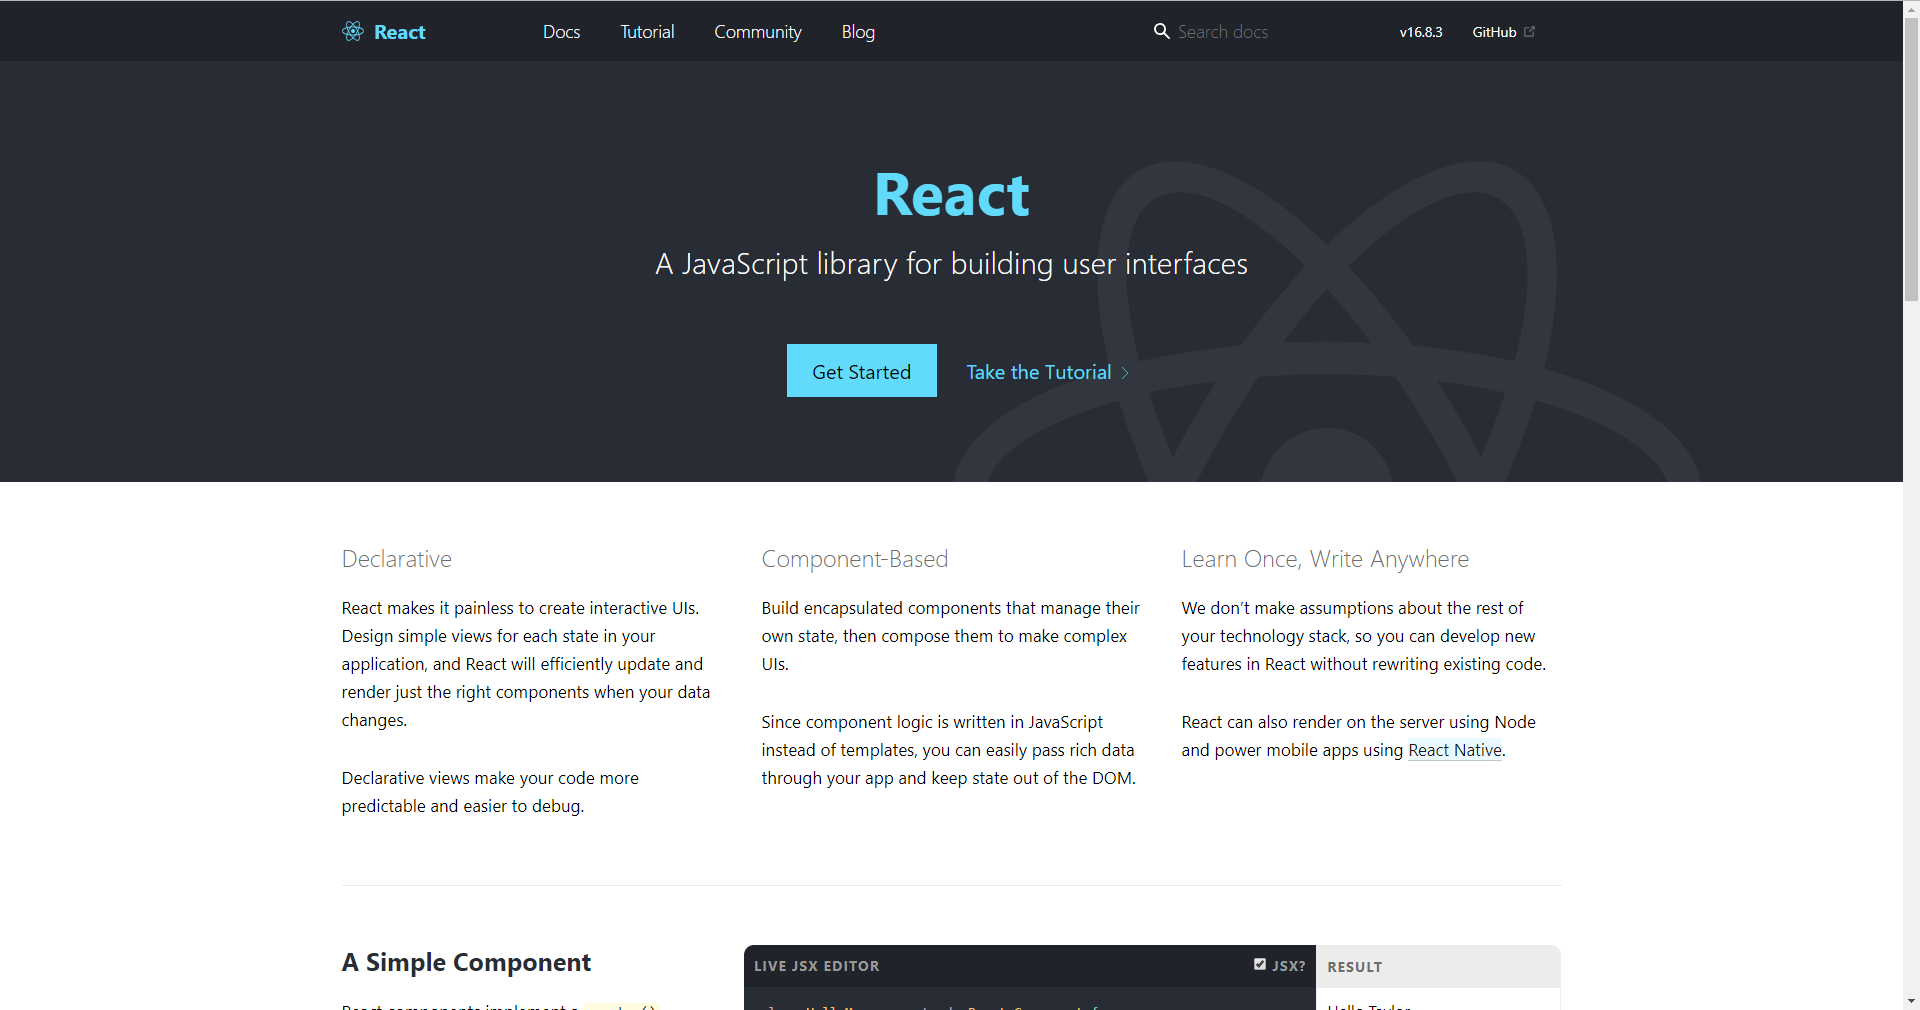 React
Docs
Tutorial
Community
Blog
Search docs
v16.8.3
GitHub
React
A JavaScript library for building user interfaces
Get Started
Take the Tutorial
Declarative
React makes it painless to create interactive UIs.
Design simple views for each state in your
application, and React will efficiently update and
render just the right components when your data
changes.
Declarative views make your code more
predictable and easier to debug.
Component-Based
Build encapsulated components that manage their
own state, then compose them to make complex
UIs.
Since component logic is written in JavaScript
instead of templates, you can easily pass rich data
through your app and keep state out of the DOM.
Learn Once, Write Anywhere
We don’t make assumptions about the rest of
your technology stack, so you can develop new
features in React without rewriting existing code.
React can also render on the server using Node
and power mobile apps using React Native.
A Simple Component
React components implement a
LIVE JSX EDITOR
JSX?
RESULT
Hello Taylor